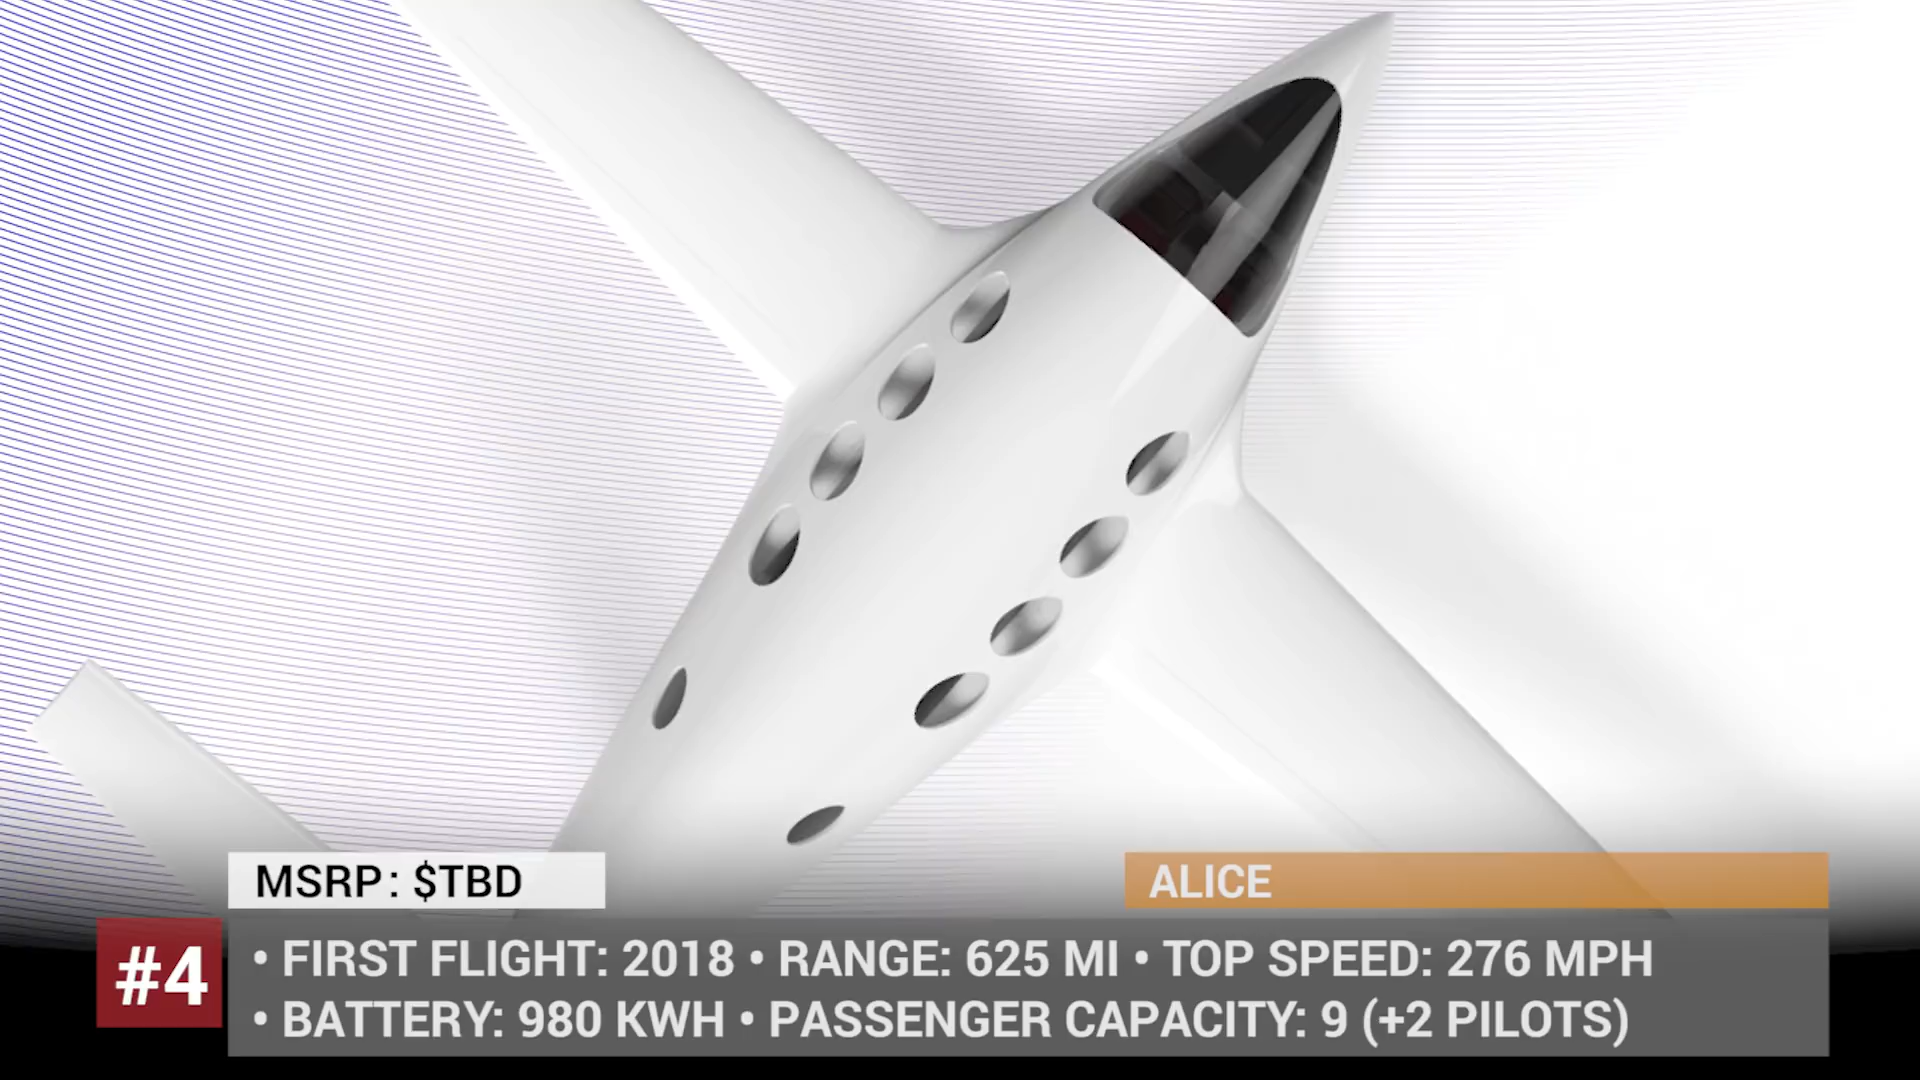 MSRP: $TBD
ALICE
#4
• FIRST FLIGHT: 2018 • RANGE: 625 MI • TOP SPEED: 276 MPH
• BATTERY: 980 KWH • PASSENGER CAPACITY: 9 (+2 PILOTS)